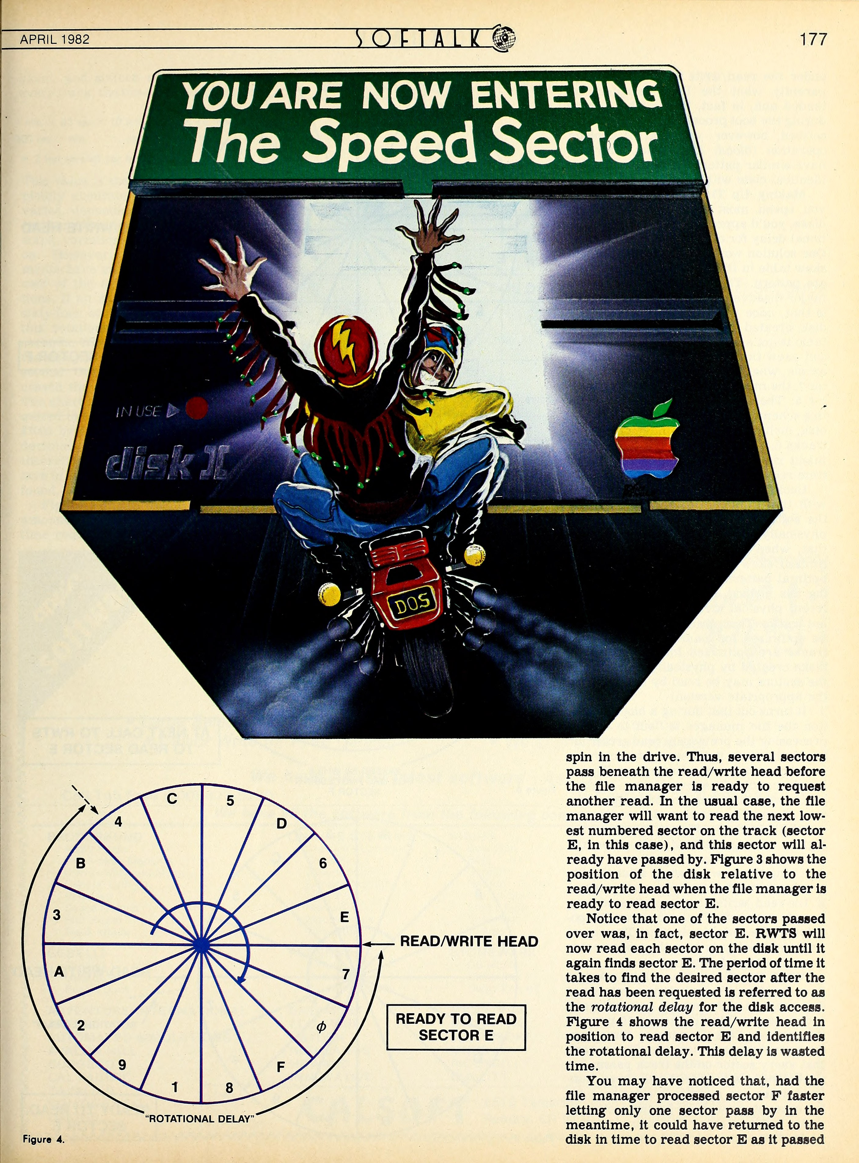 APRIL 1982
SOFTALK
177
YOU ARE NOW ENTERING
The Speed Sector
IN USE
disk II
DOS
C
5
4
D
B
6
3
E
READ/WRITE HEAD
A
7
2
φ
READY TO READ
SECTOR E
9
F
1
8
"ROTATIONAL DELAY"
Figure 4.
spin in the drive. Thus, several sectors
pass beneath the read/write head before
the file manager is ready to request
another read. In the usual case, the file
manager will want to read the next low-
est numbered sector on the track (sector
E, in this case), and this sector will al-
ready have passed by. Figure 3 shows the
position of the disk relative to the
read/write head when the file manager is
ready to read sector E.
Notice that one of the sectors passed
over was, in fact, sector E. RWTS will
now read each sector on the disk until it
again finds sector E. The period of time it
takes to find the desired sector after the
read has been requested is referred to as
the rotational delay for the disk access.
Figure 4 shows the read/write head in
position to read sector E and identifies
the rotational delay. This delay is wasted
time.
You may have noticed that, had the
file manager processed sector F faster
letting only one sector pass by in the
meantime, it could have returned to the
disk in time to read sector E as it passed